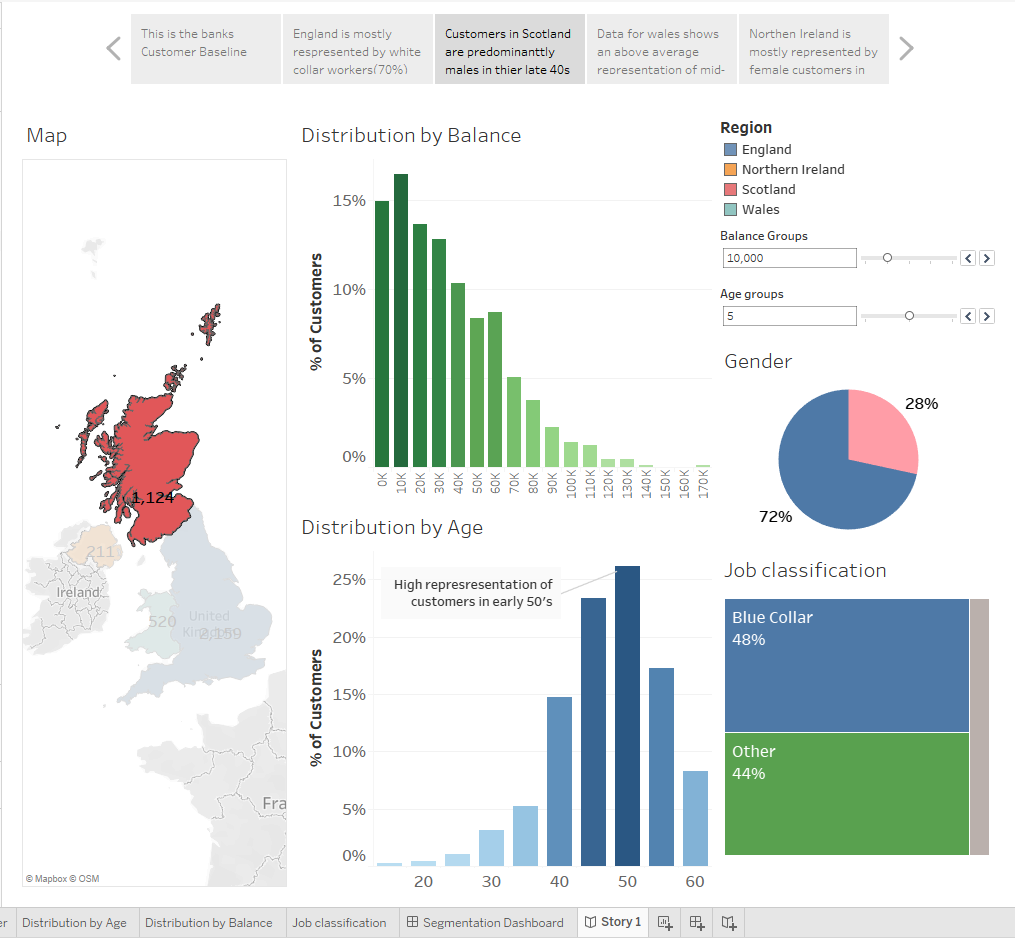 This is the banks
Customer Baseline
England is mostly
respresented by white
collar workers(70%)
Customers in Scotland
are predominanttly
males in thier late 40s
Data for wales shows
an above average
representation of mid-
Northen Ireland is
mostly represented by
female customers in
Map
1,124
211
Ireland
520
United
Kingdom
2,159
Fra
© Mapbox © OSM
Distribution by Balance
% of Customers
15%
10%
5%
0%
0K
10K
20K
30K
40K
50K
60K
70K
80K
90K
100K
110K
120K
130K
140K
150K
160K
170K
Distribution by Age
% of Customers
25%
20%
15%
10%
5%
0%
High represresentation of
customers in early 50's
20
30
40
50
60
Region
England
Northern Ireland
Scotland
Wales
Balance Groups
10,000
Age groups
5
Gender
28%
72%
Job classification
Blue Collar
48%
Other
44%
er
Distribution by Age
Distribution by Balance
Job classification
Segmentation Dashboard
Story 1